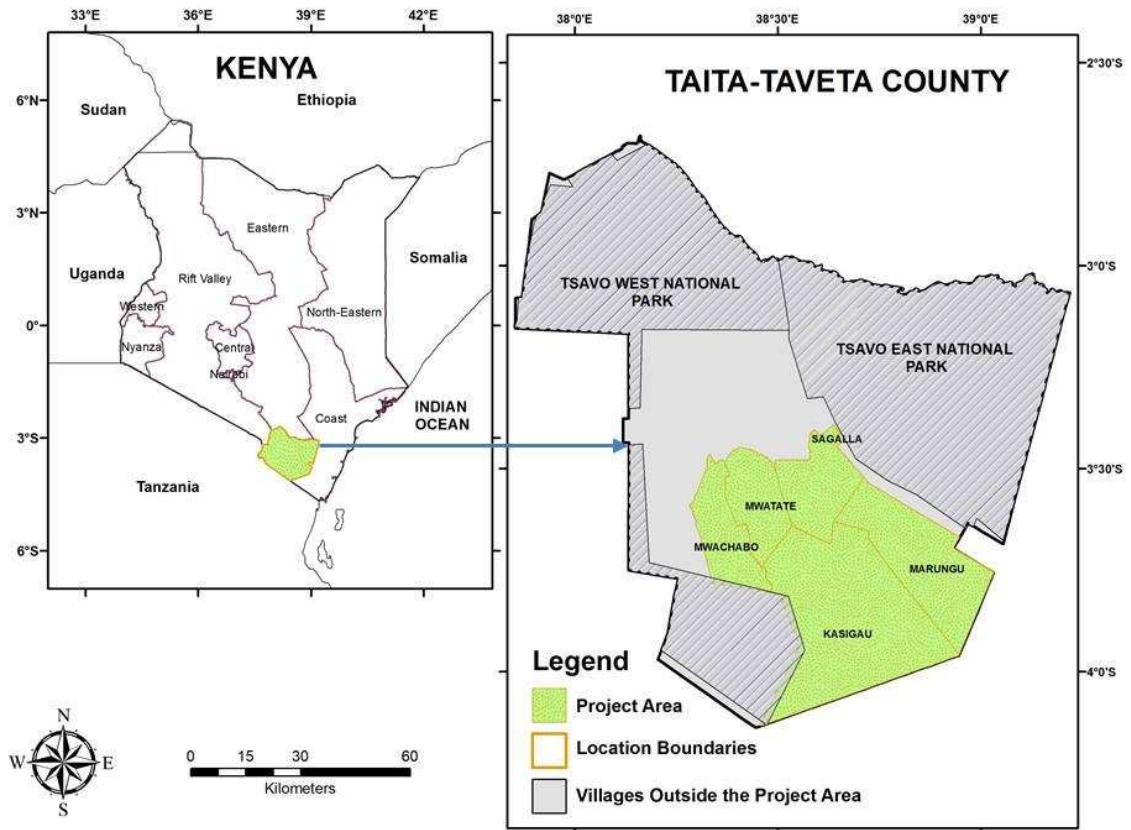 33°E 36°E 39°E 42°E
6°N
3°N
0°
3°S
6°S
KENYA
Ethiopia
Sudan
Eastern
Somalia
Uganda
Rift Valley
North-Eastern
Western
Nyanza
Central
Nairobi
Coast
INDIAN
OCEAN
Tanzania
N
W E
S
0 15 30 60
Kilometers
38°0'E 38°30'E 39°0'E
2°30'S
3°0'S
3°30'S
4°0'S
TAITA-TAVETA COUNTY
TSAVO WEST NATIONAL
PARK
TSAVO EAST NATIONAL
PARK
SAGALLA
MWATATE
MWACHABO
MARUNGU
KASIGAU
Legend
Project Area
Location Boundaries
Villages Outside the Project Area